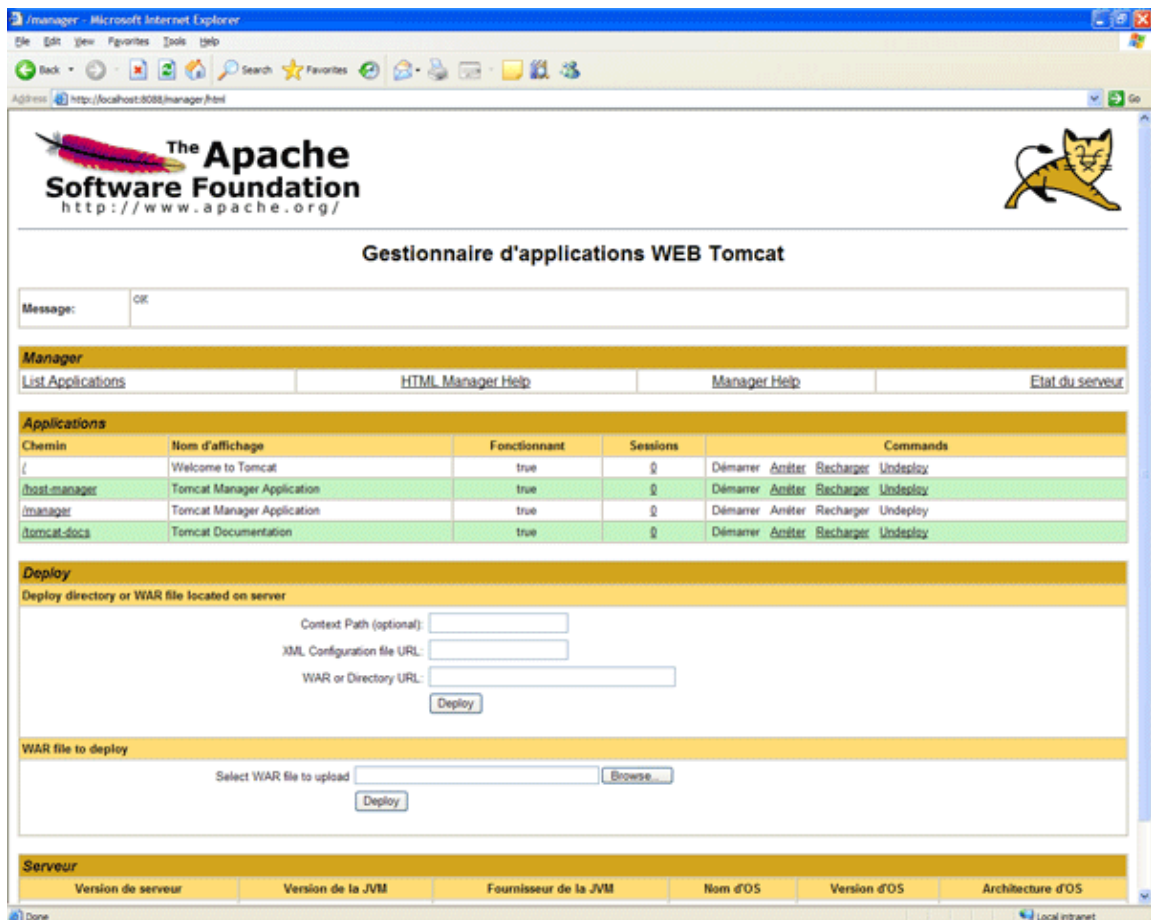 /manager - Microsoft Internet Explorer
File Edit View Favorites Tools Help
Back Search Favorites
Address http://localhost:8088/manager/html Go
The Apache
Software Foundation
http://www.apache.org/
Gestionnaire d'applications WEB Tomcat
Message: OK
Manager
List Applications HTML Manager Help Manager Help Etat du serveur
Applications
Chemin Nom d'affichage Fonctionnant Sessions Commands
/ Welcome to Tomcat true 0 Démarrer Arrêter Recharger Undeploy
/host-manager Tomcat Manager Application true 0 Démarrer Arrêter Recharger Undeploy
/manager Tomcat Manager Application true 0 Démarrer Arrêter Recharger Undeploy
/tomcat-docs Tomcat Documentation true 0 Démarrer Arrêter Recharger Undeploy
Deploy
Deploy directory or WAR file located on server
Context Path (optional):
XML Configuration file URL:
WAR or Directory URL:
Deploy
WAR file to deploy
Select WAR file to upload Browse...
Deploy
Serveur
Version de serveur Version de la JVM Fournisseur de la JVM Nom d'OS Version d'OS Architecture d'OS
Done Local intranet